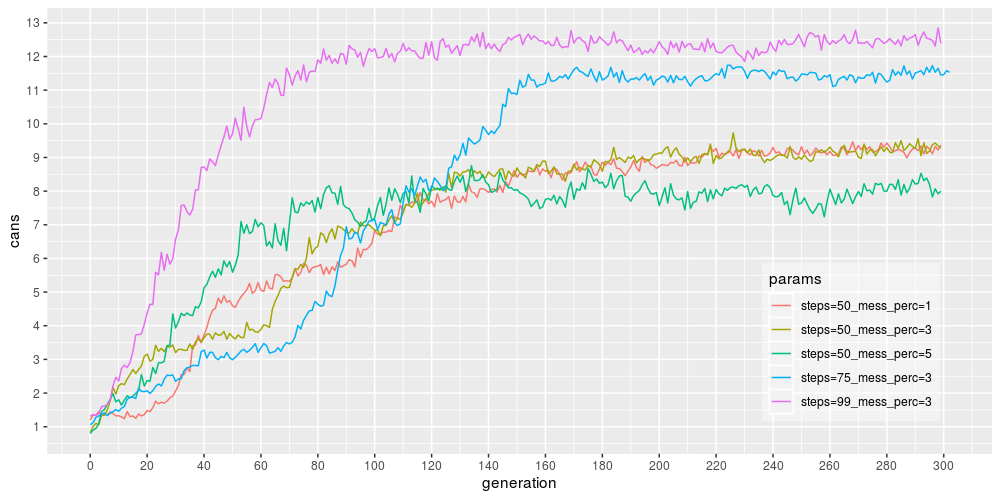 cans
13
12
11
10
9
8
7
6
5
4
3
2
1
params
steps=50_mess_perc=1
steps=50_mess_perc=3
steps=50_mess_perc=5
steps=75_mess_perc=3
steps=99_mess_perc=3
0 20 40 60 80 100 120 140 160 180 200 220 240 260 280 300
generation